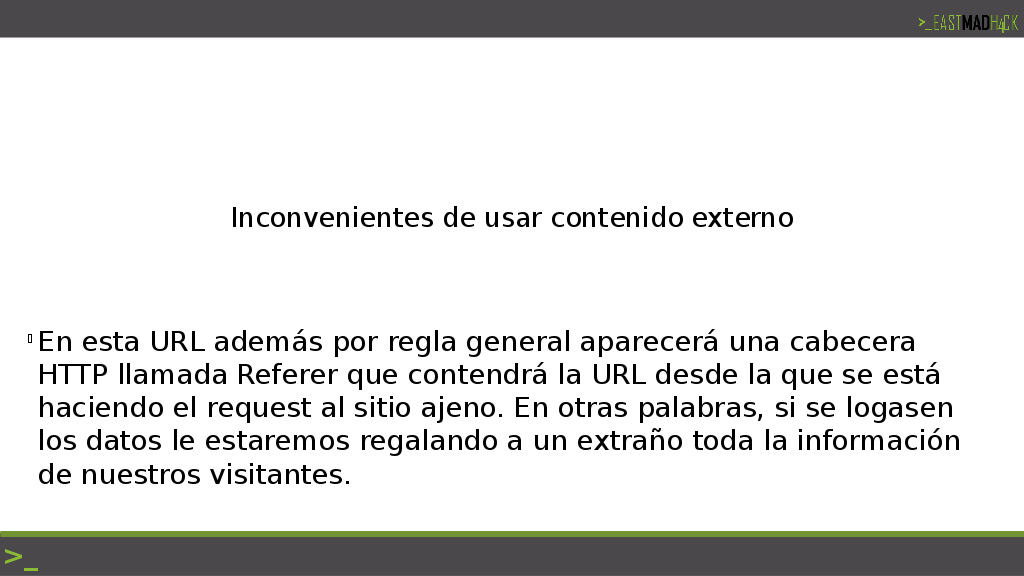 >_EASTMADH4CK
Inconvenientes de usar contenido externo
En esta URL además por regla general aparecerá una cabecera
HTTP llamada Referer que contendrá la URL desde la que se está
haciendo el request al sitio ajeno. En otras palabras, si se logasen
los datos le estaremos regalando a un extraño toda la información
de nuestros visitantes.
>_